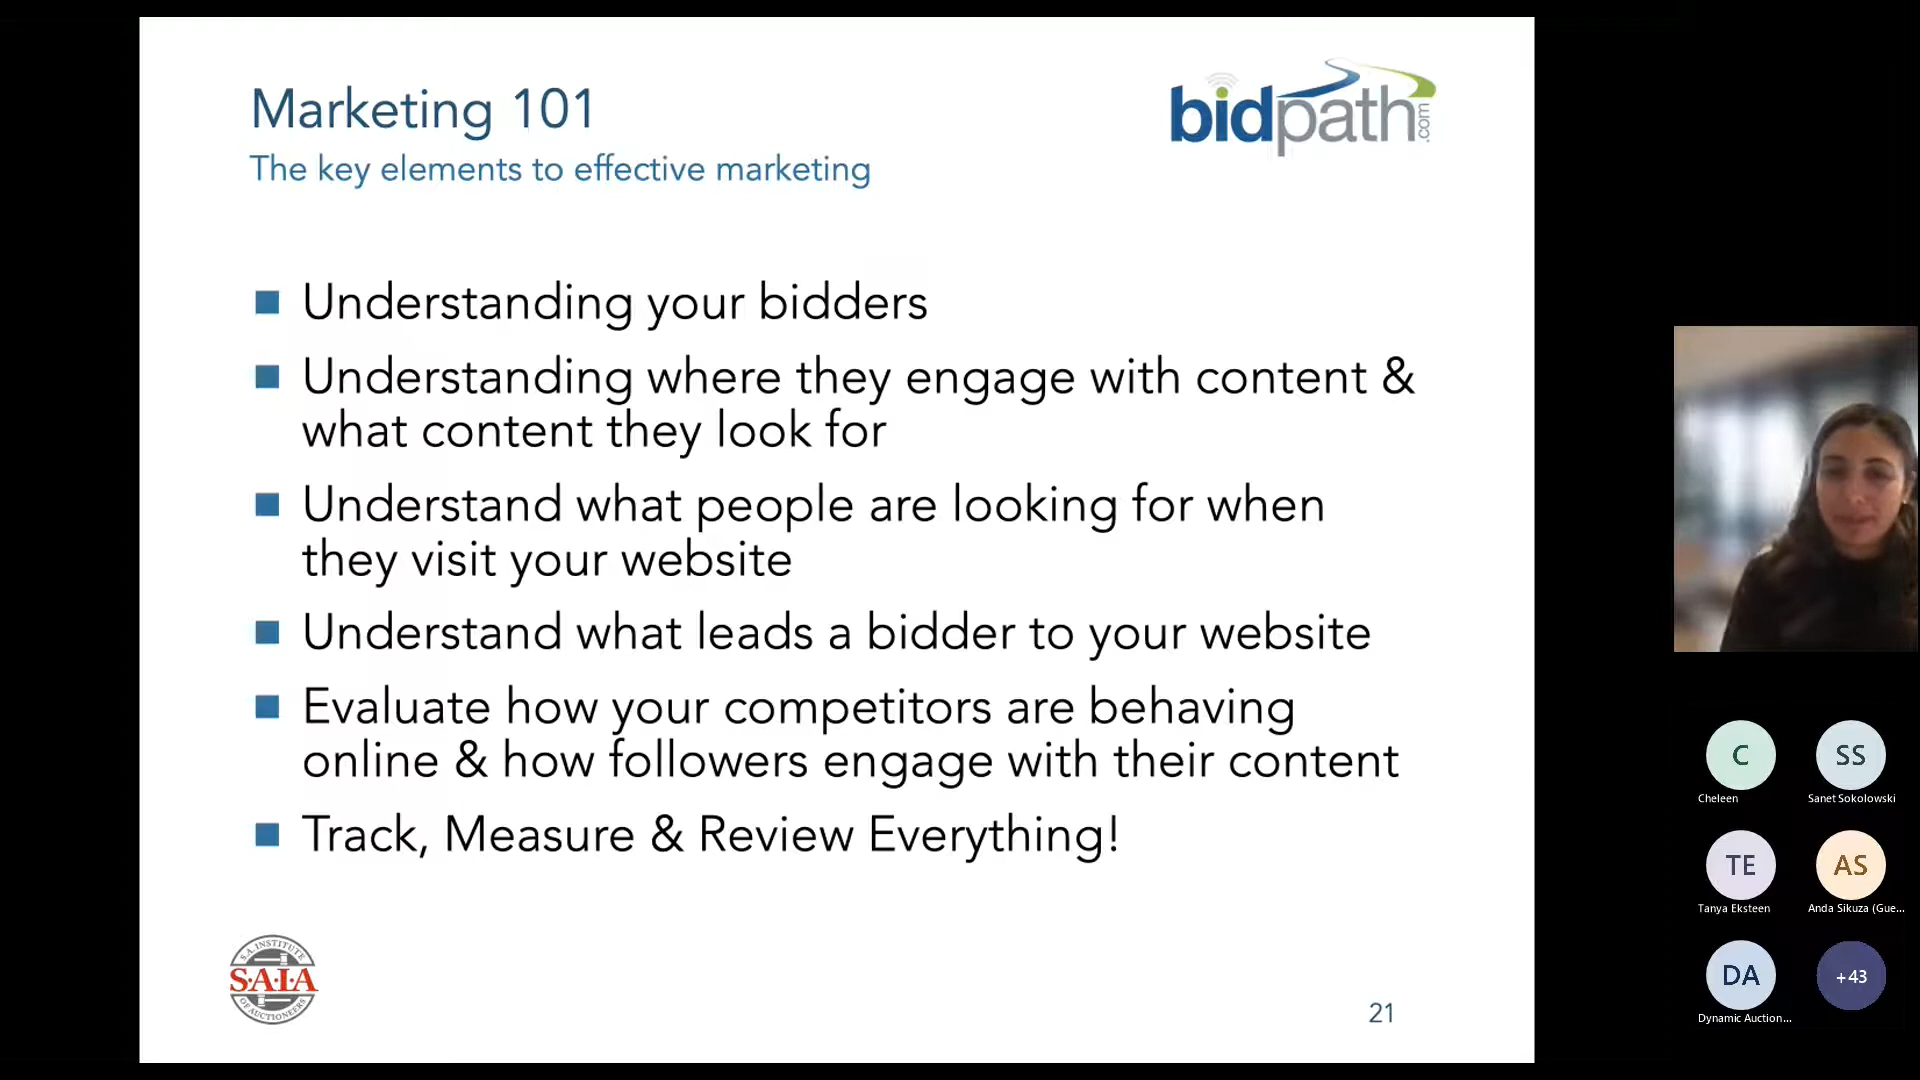 Marketing 101
The key elements to effective marketing
bidpath.com
Understanding your bidders
Understanding where they engage with content &
what content they look for
Understand what people are looking for when
they visit your website
Understand what leads a bidder to your website
Evaluate how your competitors are behaving
online & how followers engage with their content
Track, Measure & Review Everything!
S.A. INSTITUTE
S·A·I·A
OF AUCTIONEERS
21
C
Cheleen
SS
Sanet Sokolowski
TE
Tanya Eksteen
AS
Anda Sikuza (Gue...
DA
Dynamic Auction...
+43